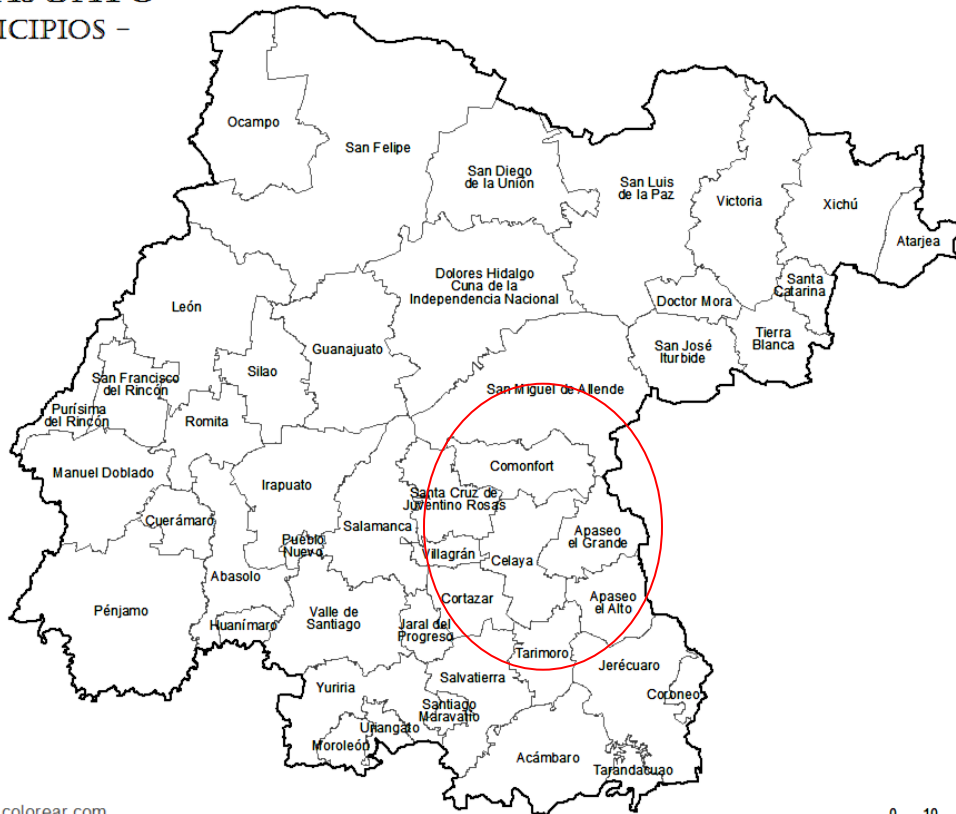 ICIPIOS –
Ocampo
San Felipe
San Diego
de la Unión
San Luis
de la Paz
Victoria
Xichú
Atarjea
Dolores Hidalgo
Cuna de la
Independencia Nacional
Santa
Catarina
Doctor Mora
León
Guanajuato
San José
Iturbide
Tierra
Blanca
Silao
San Francisco
del Rincón
San Miguel de Allende
Purísima
del Rincón
Romita
Manuel Doblado
Irapuato
Comonfort
Santa Cruz de
Juventino Rosas
Cuerámaro
Salamanca
Pueblo
Nuevo
Villagrán
Celaya
Apaseo
el Grande
Abasolo
Pénjamo
Huanímaro
Valle de
Santiago
Cortazar
Apaseo
el Alto
Jaral del
Progreso
Tarimoro
Jerécuaro
Salvatierra
Yuriria
Coroneo
Santiago
Maravatío
Uriangato
Moroleón
Acámbaro
Tarandacuao
colorear.com
0 10